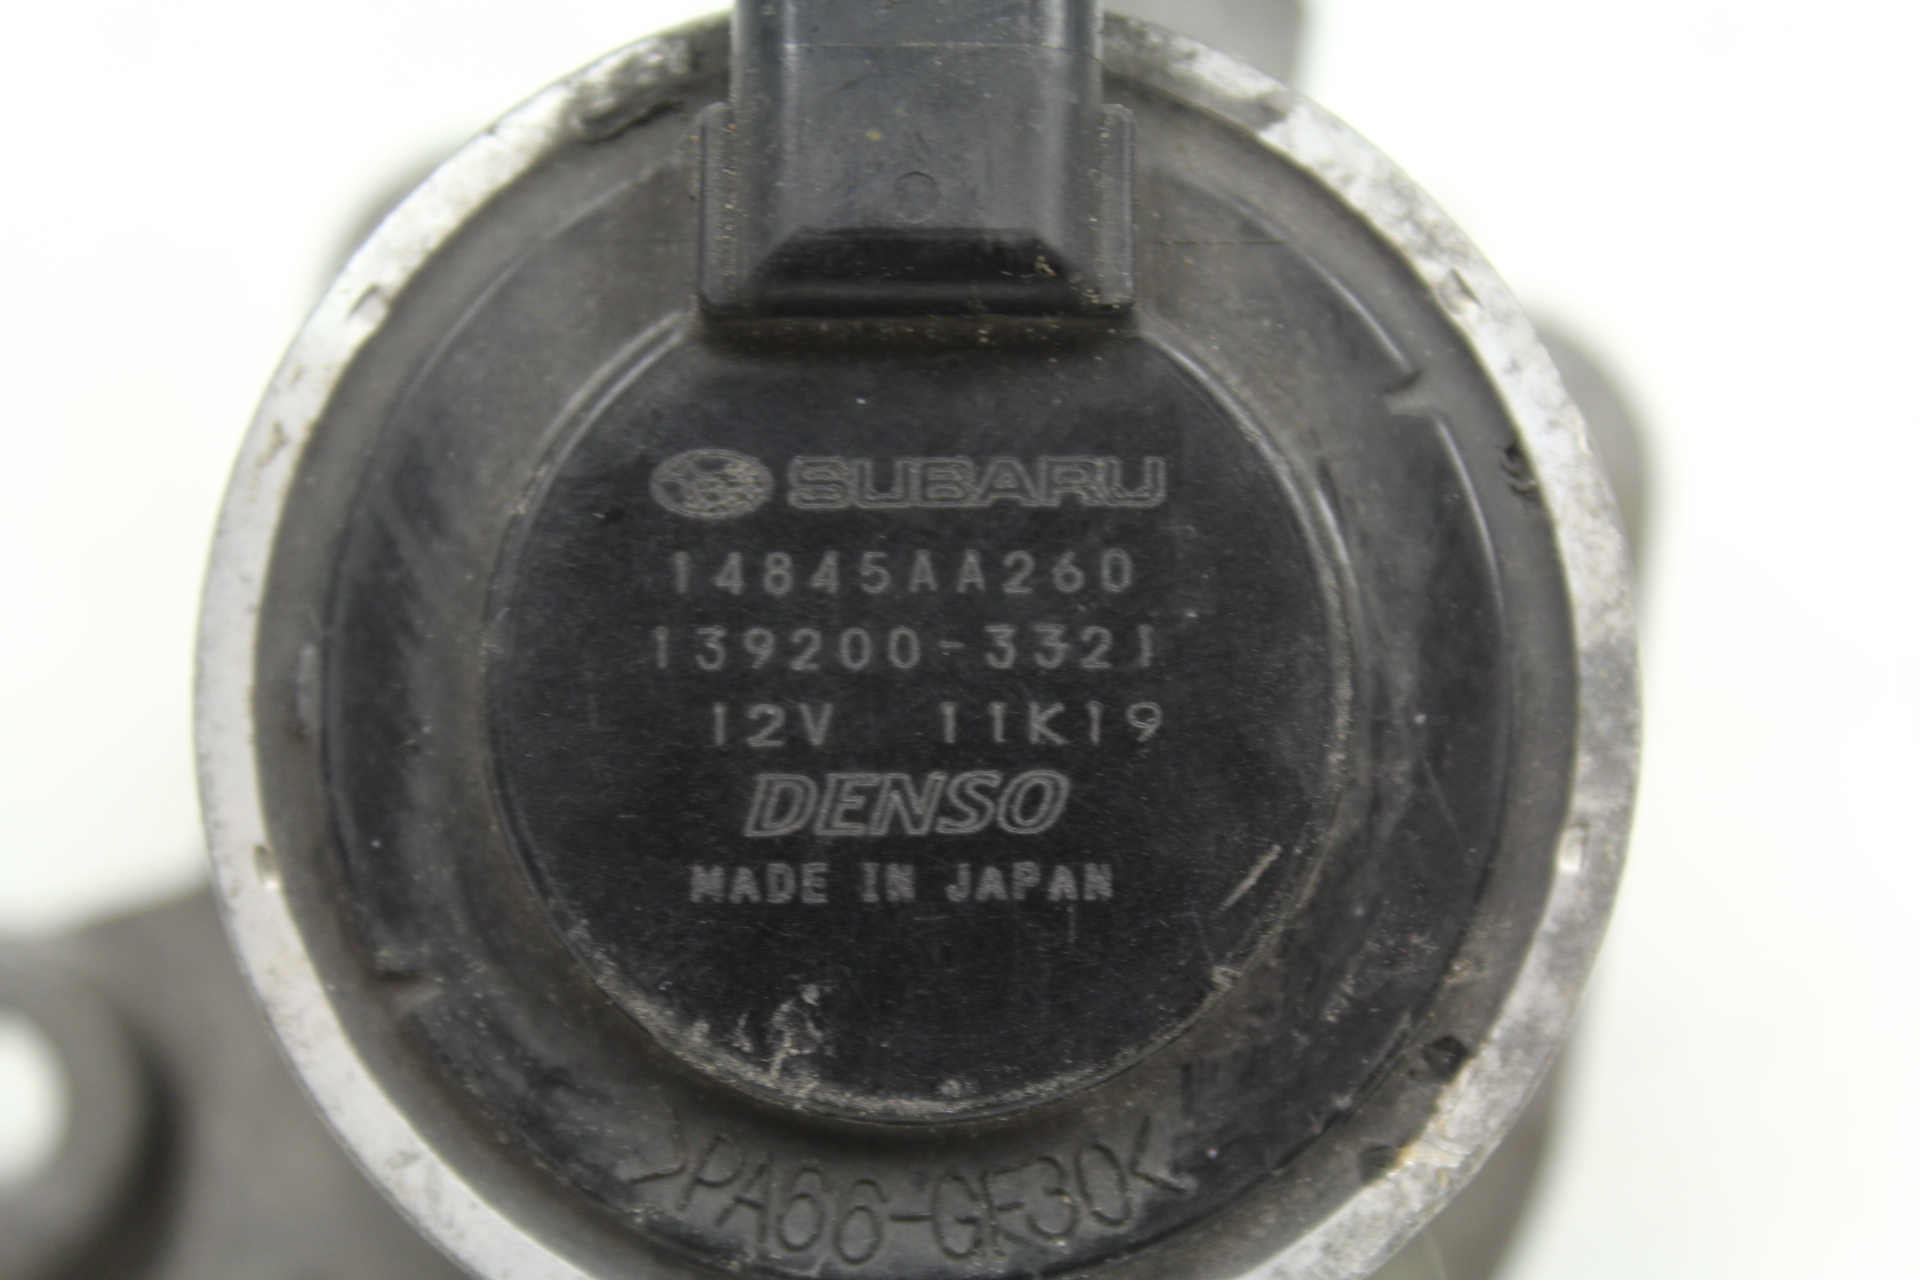 SUBARU
14845AA260
139200-3321
12V 11K19
DENSO
MADE IN JAPAN
>PA66-GF30<